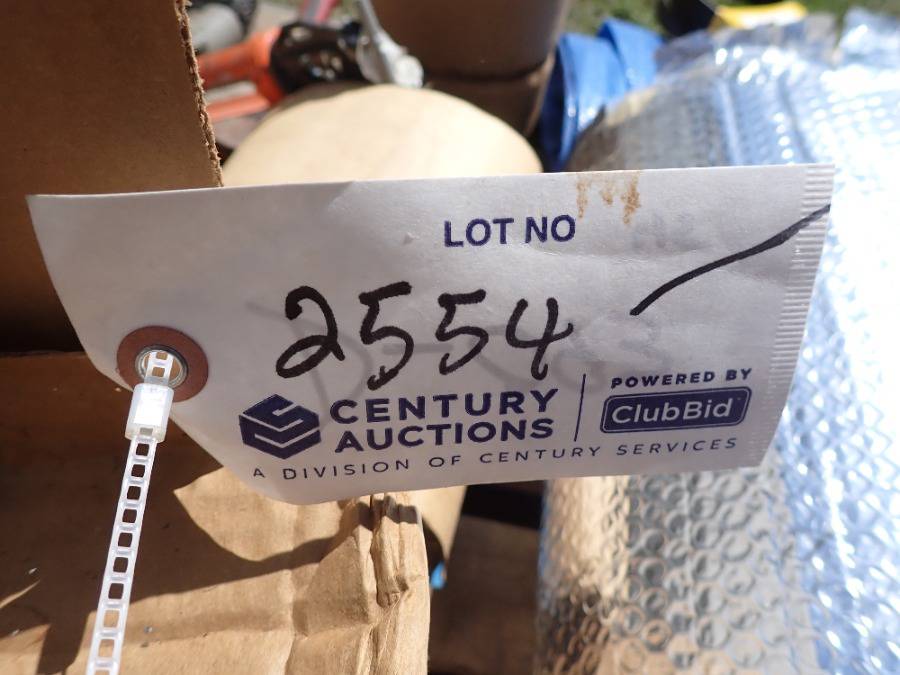 LOT NO
2554
CENTURY
AUCTIONS
POWERED BY
ClubBid
A DIVISION OF CENTURY SERVICES